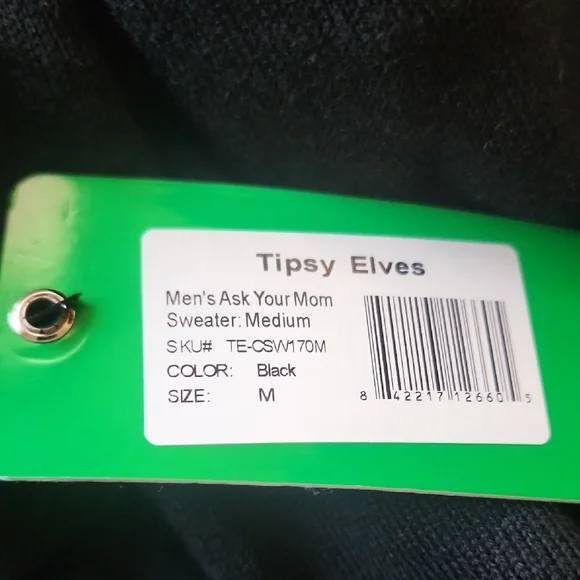 Tipsy Elves
Men's Ask Your Mom
Sweater: Medium
SKU# TE-CSW170M
COLOR: Black
SIZE: M
8 42217 12660 5